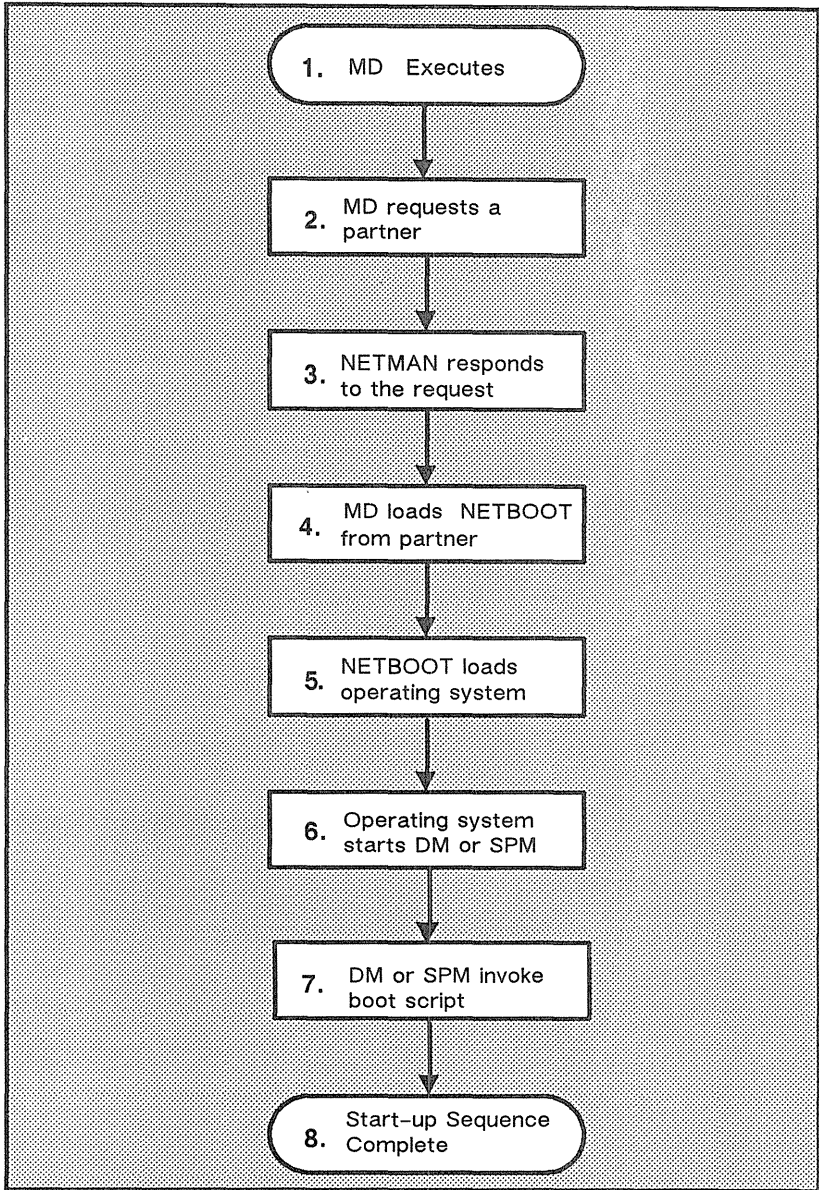 1. MD Executes
2. MD requests a
partner
3. NETMAN responds
to the request
4. MD loads NETBOOT
from partner
5. NETBOOT loads
operating system
6. Operating system
starts DM or SPM
7. DM or SPM invoke
boot script
8. Start-up Sequence
Complete